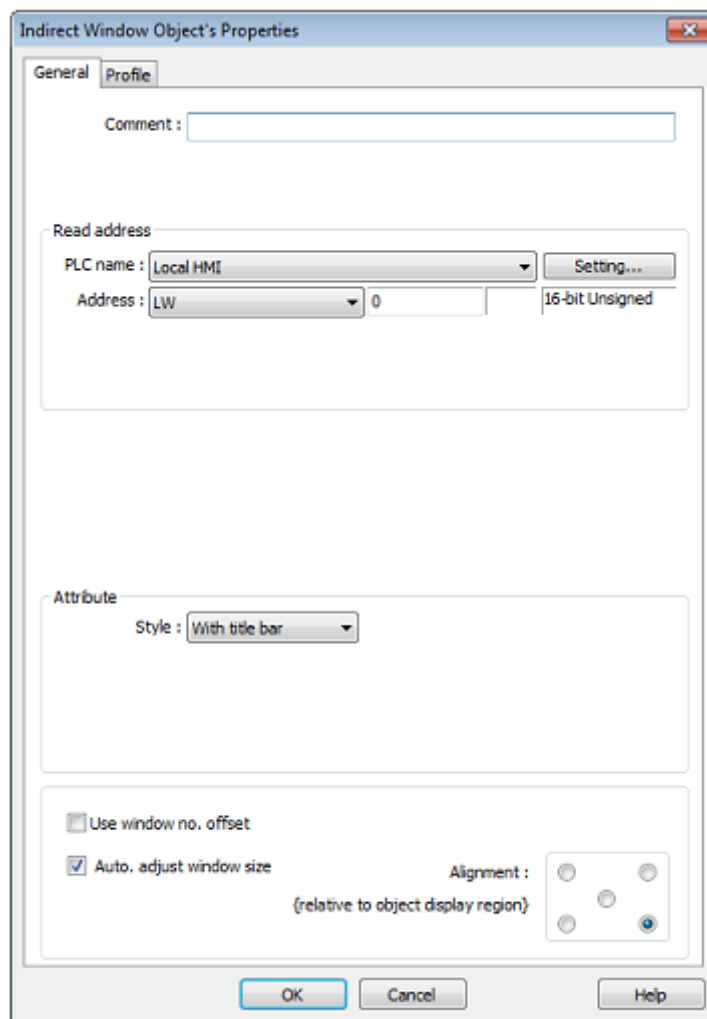 Indirect Window Object's Properties
General Profile
Comment :
Read address
PLC name : Local HMI Setting...
Address : LW 0 16-bit Unsigned
Attribute
Style : With title bar
Use window no. offset
Auto. adjust window size Alignment :
{relative to object display region}
OK Cancel Help